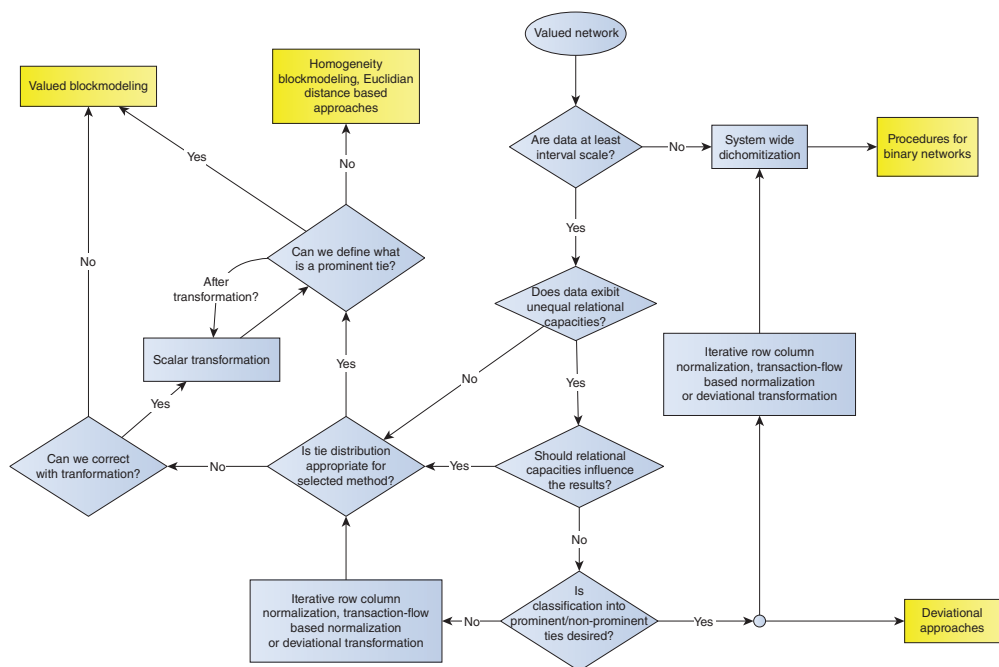 Valued network
Homogeneity
blockmodeling, Euclidian
distance based
approaches
Valued blockmodeling
Are data at least
interval scale?
No
System wide
dichomitization
Procedures for
binary networks
Yes
No
Yes
Can we define what
is a prominent tie?
No
After
transformation?
Does data exibit
unequal relational
capacities?
Scalar transformation
Yes
No
Yes
Iterative row column
normalization, transaction-flow
based normalization
or deviational transformation
Yes
Can we correct
with tranformation?
No
Is tie distribution
appropriate for
selected method?
Yes
Should relational
capacities influence
the results?
No
Iterative row column
normalization, transaction-flow
based normalization
or deviational transformation
No
Is
classification into
prominent/non-prominent
ties desired?
Yes
Deviational
approaches